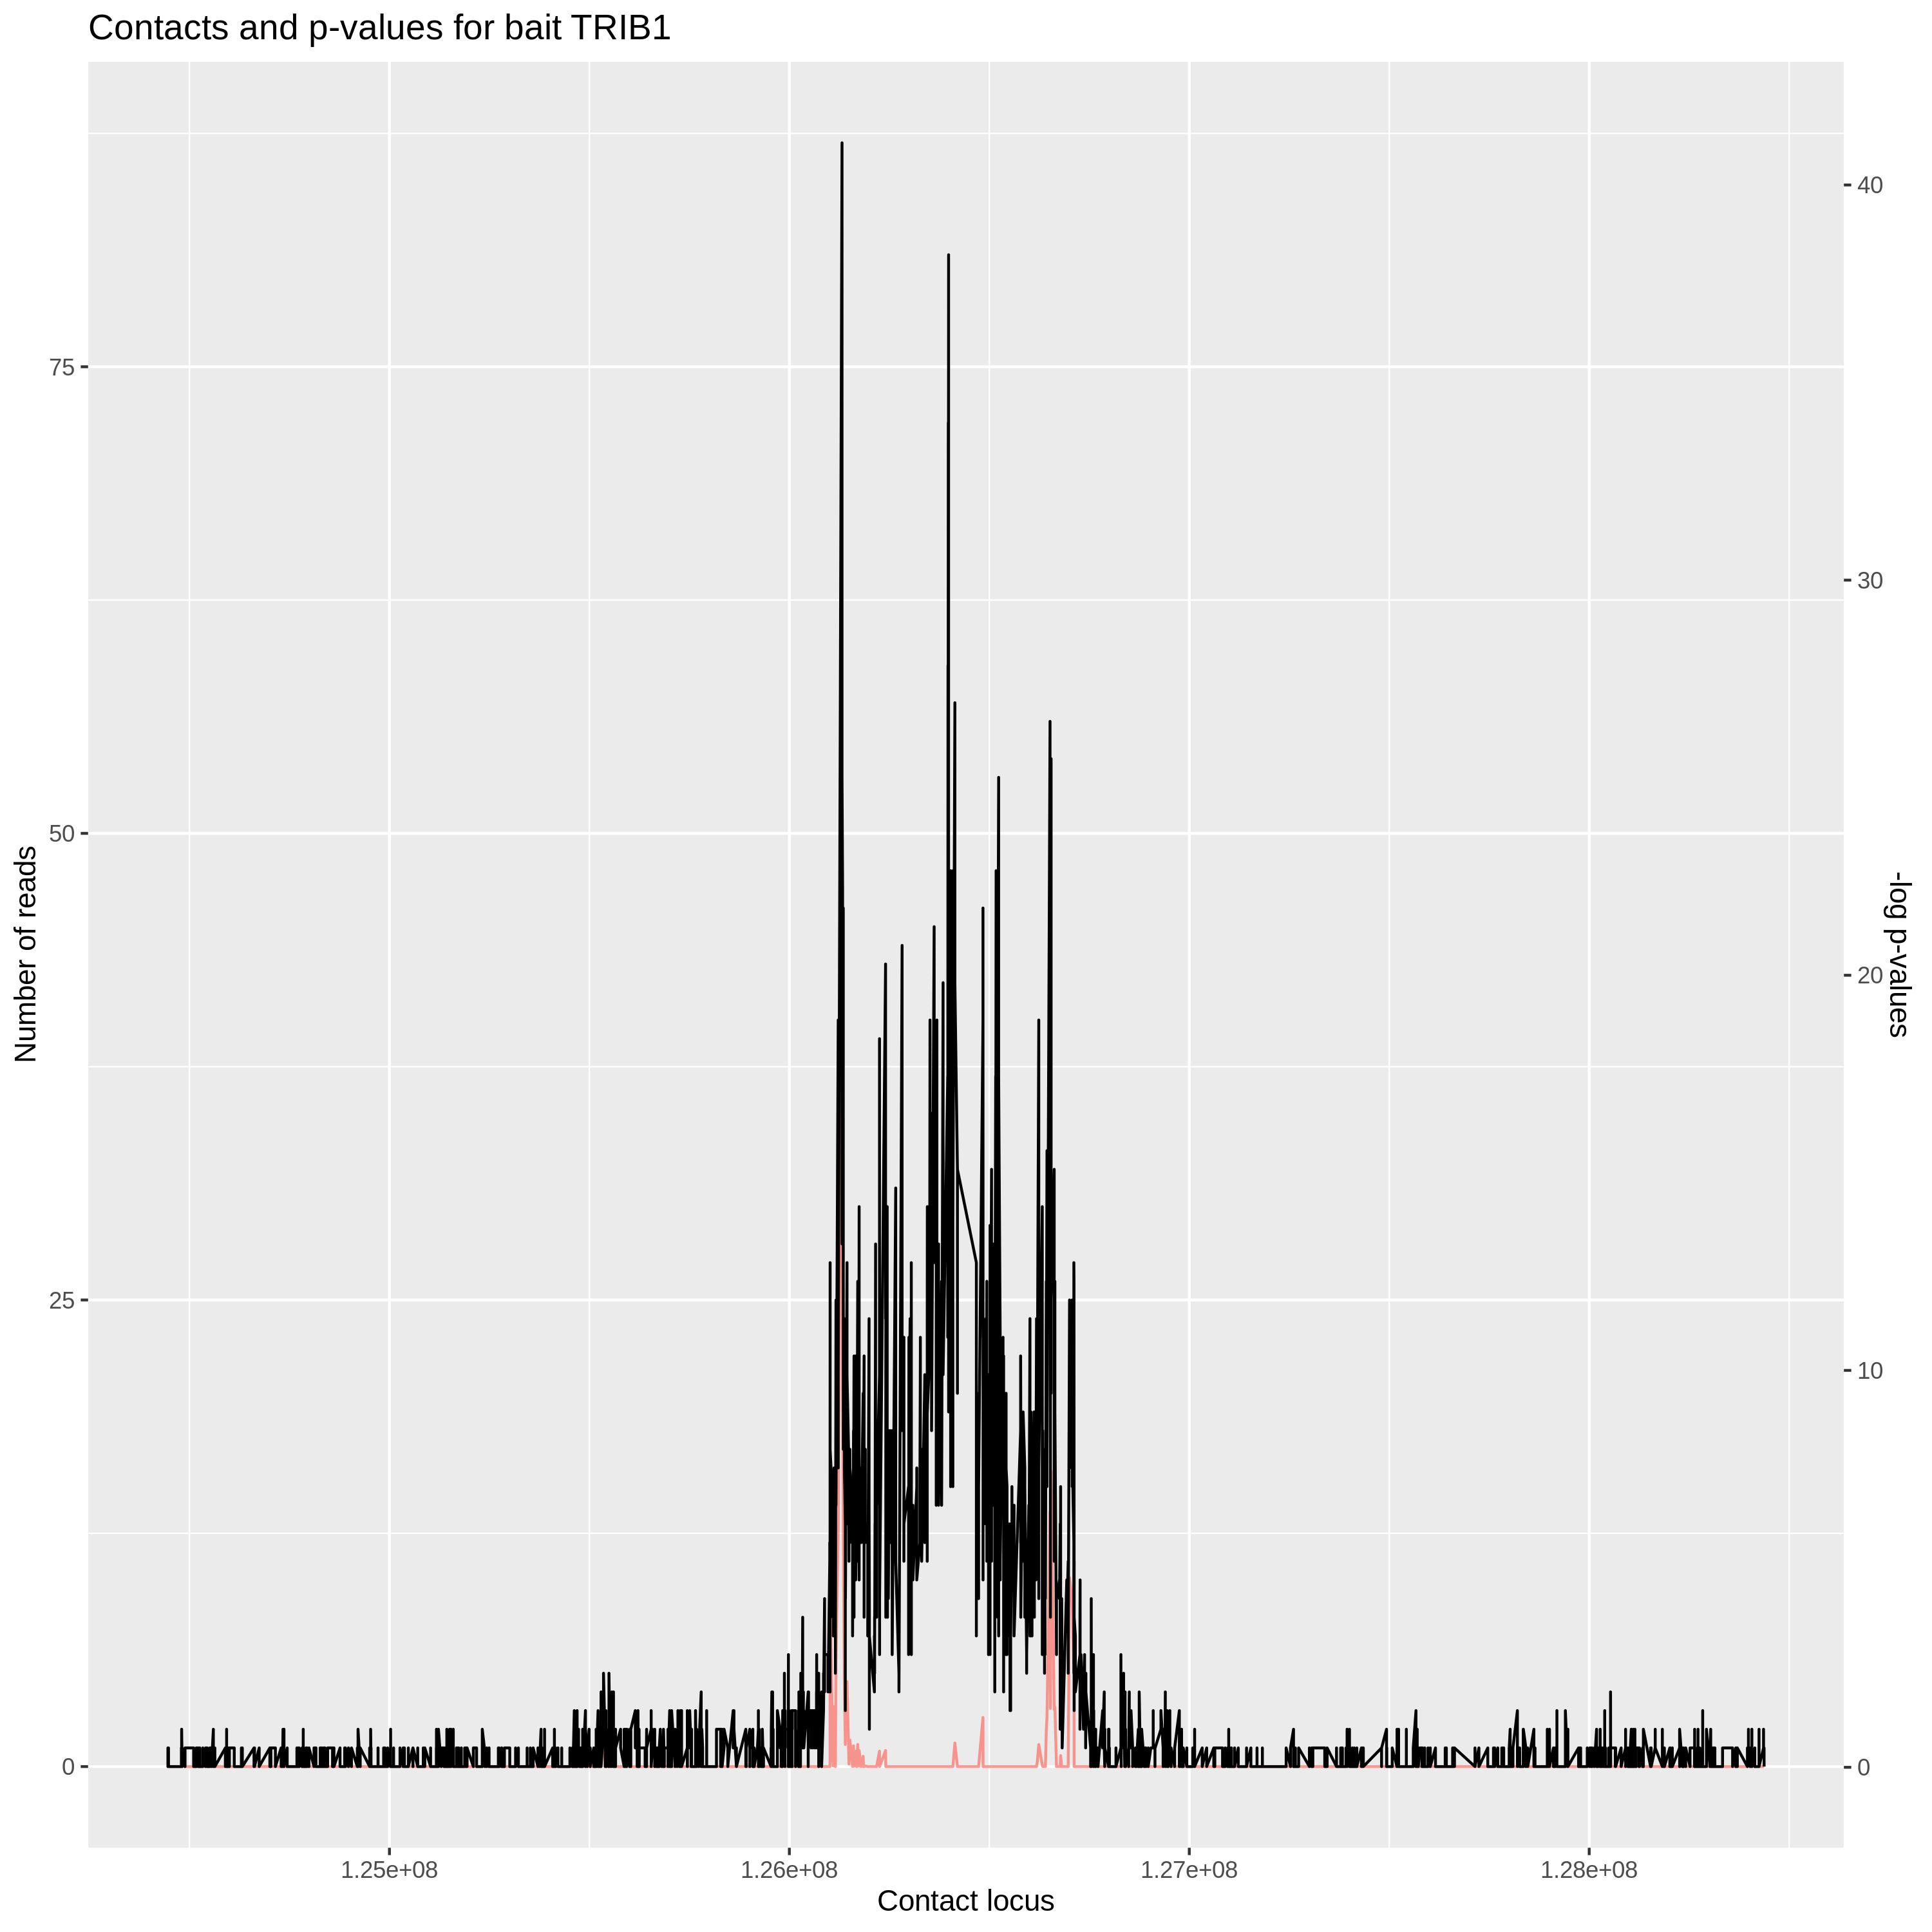 Contacts and p-values for bait TRIB1
Number of reads
75
50
25
0
40
30
20
10
0
-log p-values
1.25e+08
1.26e+08
1.27e+08
1.28e+08
Contact locus